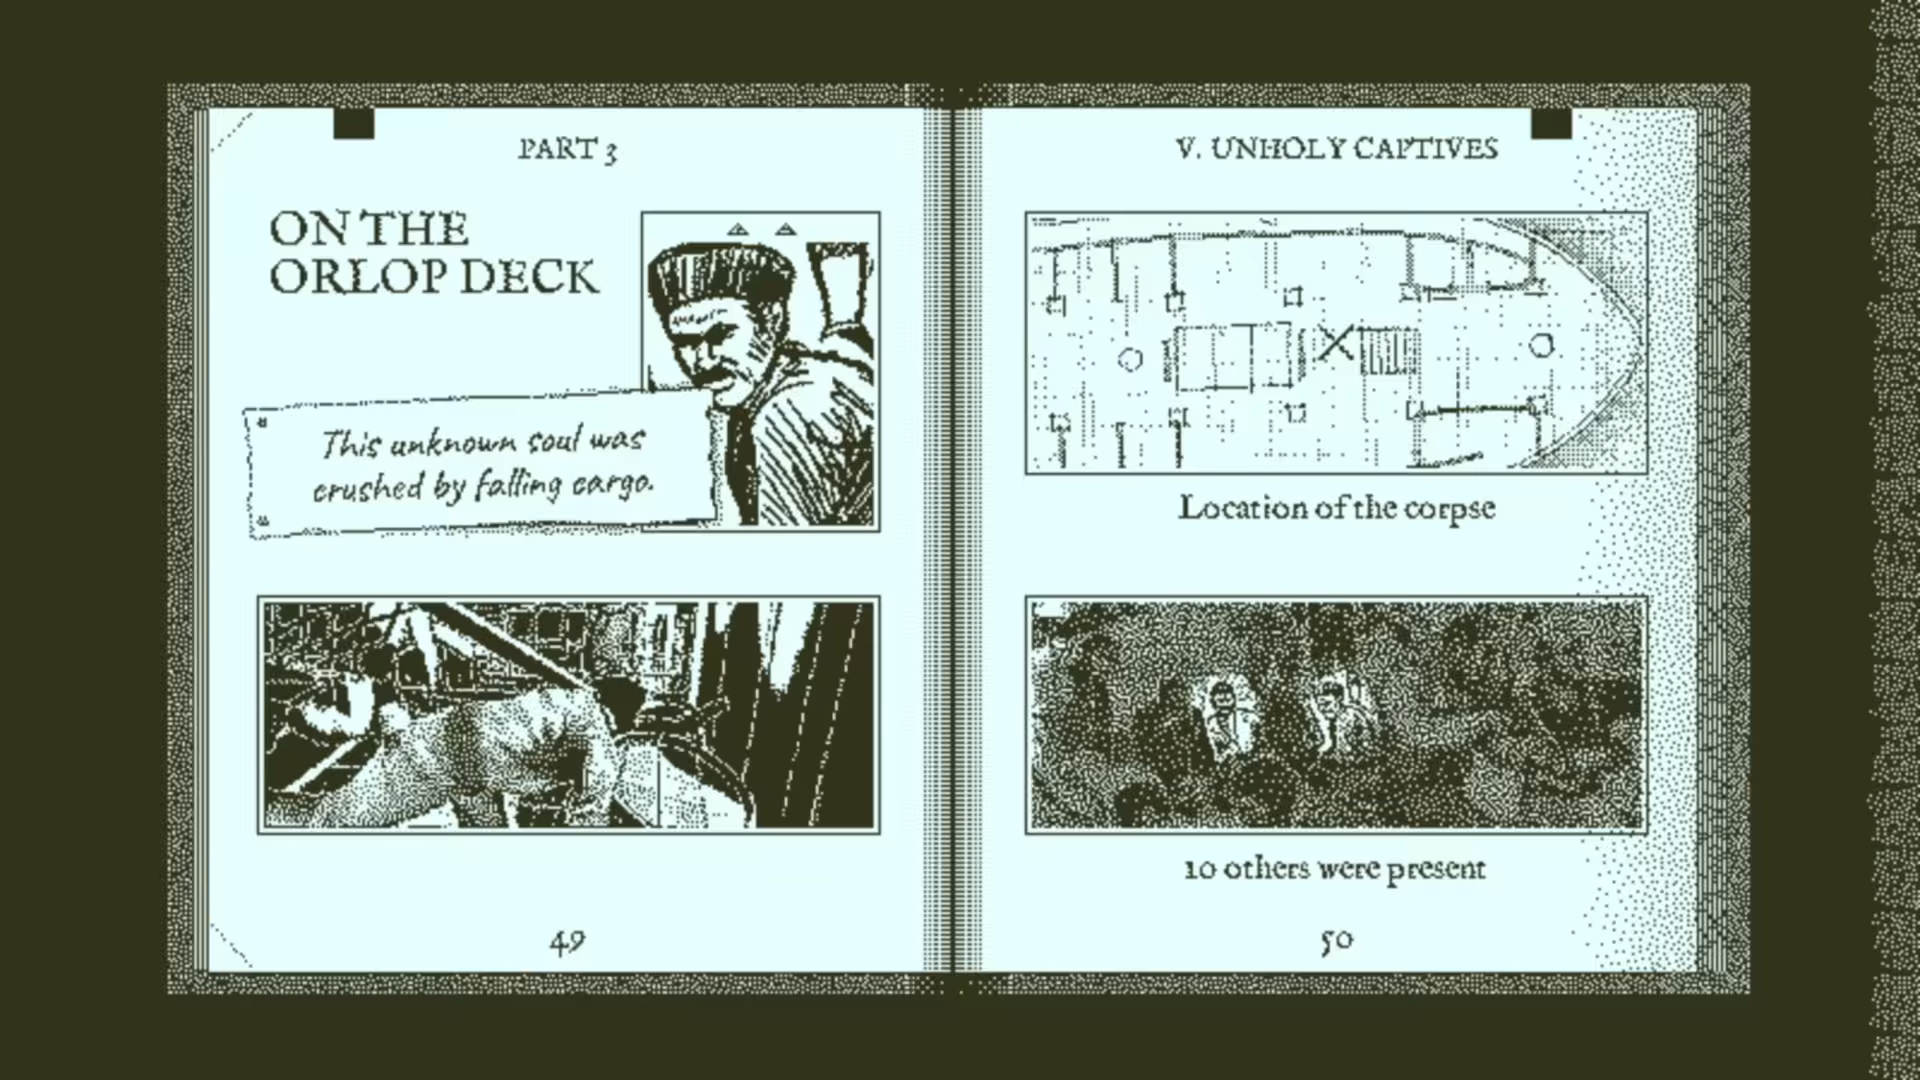 PART 3
ON THE
ORLOP DECK
This unknown soul was
crushed by falling cargo.
49
V. UNHOLY CAPTIVES
Location of the corpse
10 others were present
50